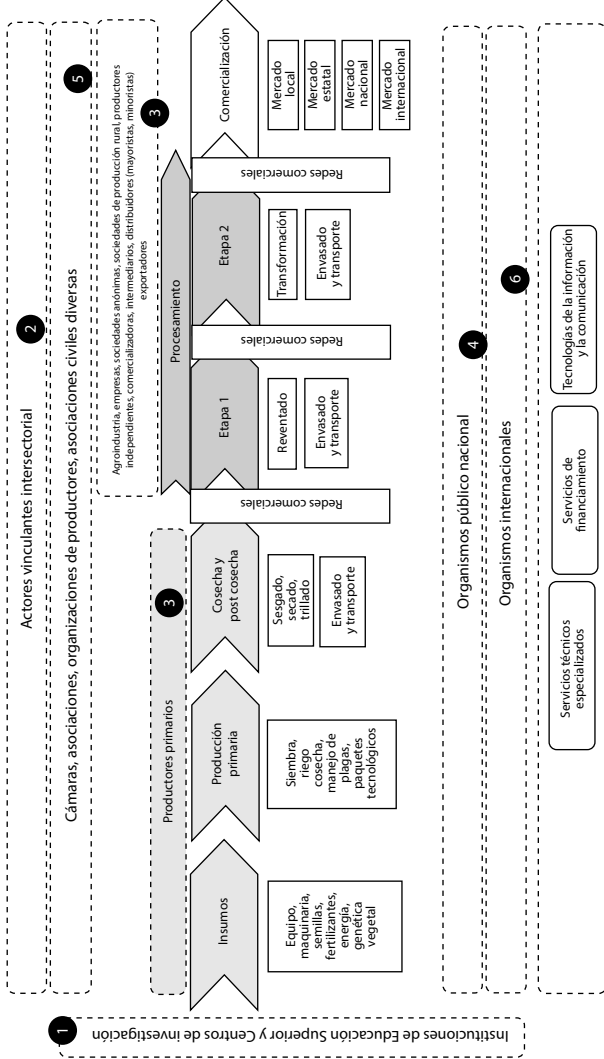 1
Instituciones de Educación Superior y Centros de investigación
Actores vinculantes intersectorial
2
Cámaras, asociaciones, organizaciones de productores, asociaciones civiles diversas
5
Productores primarios
3
Agroindustria, empresas, sociedades anónimas, sociedades de producción rural, productores
independientes, comercializadoras, intermediarios, distribuidores (mayoristas, minoristas)
exportadores
3
Procesamiento
Insumos
Equipo,
maquinaria,
semillas,
fertilizantes,
energía,
genética
vegetal
Producción
primaria
Siembra,
riego
cosecha,
manejo de
plagas,
paquetes
tecnológicos
Cosecha y
post cosecha
Sesgado,
secado,
trillado
Envasado
y transporte
Redes comerciales
Etapa 1
Reventado
Envasado
y transporte
Redes comerciales
Etapa 2
Transformación
Envasado
y transporte
Redes comerciales
Comercialización
Mercado
local
Mercado
estatal
Mercado
nacional
Mercado
internacional
Organismos público nacional
4
Organismos internacionales
6
Servicios técnicos
especializados
Servicios de
financiamiento
Tecnologías de la información
y la comunicación